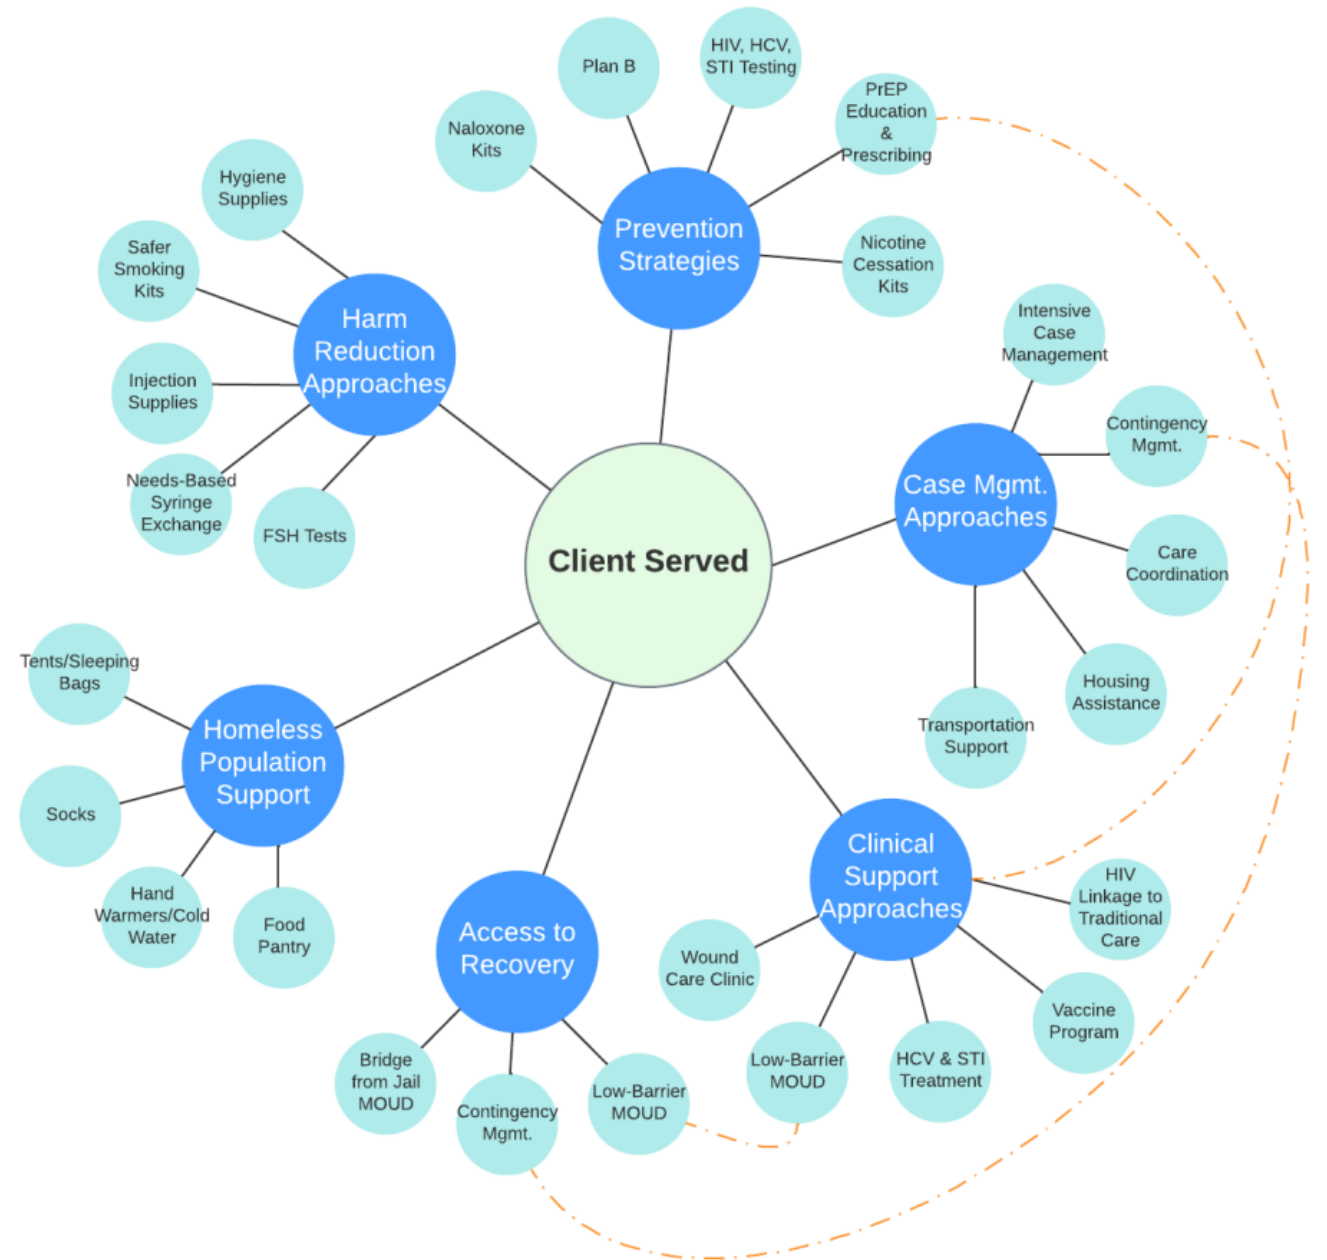 Plan B
HIV, HCV,
STI Testing
PrEP
Education
&
Prescribing
Naloxone
Kits
Prevention
Strategies
Nicotine
Cessation
Kits
Hygiene
Supplies
Safer
Smoking
Kits
Harm
Reduction
Approaches
Injection
Supplies
Needs-Based
Syringe
Exchange
FSH Tests
Intensive
Case
Management
Contingency
Mgmt.
Case Mgmt.
Approaches
Care
Coordination
Housing
Assistance
Transportation
Support
Client Served
Tents/Sleeping
Bags
Homeless
Population
Support
Socks
Hand
Warmers/Cold
Water
Food
Pantry
Access to
Recovery
Bridge
from Jail
MOUD
Contingency
Mgmt.
Low-Barrier
MOUD
Clinical
Support
Approaches
Wound
Care Clinic
Low-Barrier
MOUD
HCV & STI
Treatment
Vaccine
Program
HIV
Linkage to
Traditional
Care